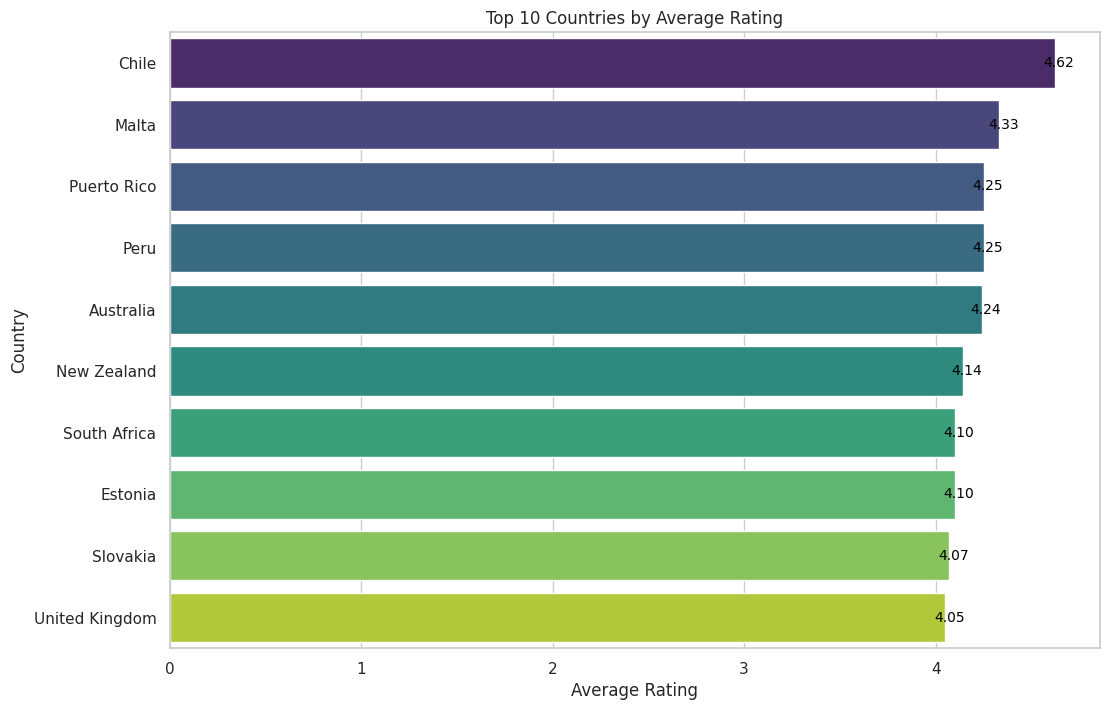 Top 10 Countries by Average Rating
Chile 4.62
Malta 4.33
Puerto Rico 4.25
Peru 4.25
Australia 4.24
New Zealand 4.14
South Africa 4.10
Estonia 4.10
Slovakia 4.07
United Kingdom 4.05
Country
0 1 2 3 4
Average Rating